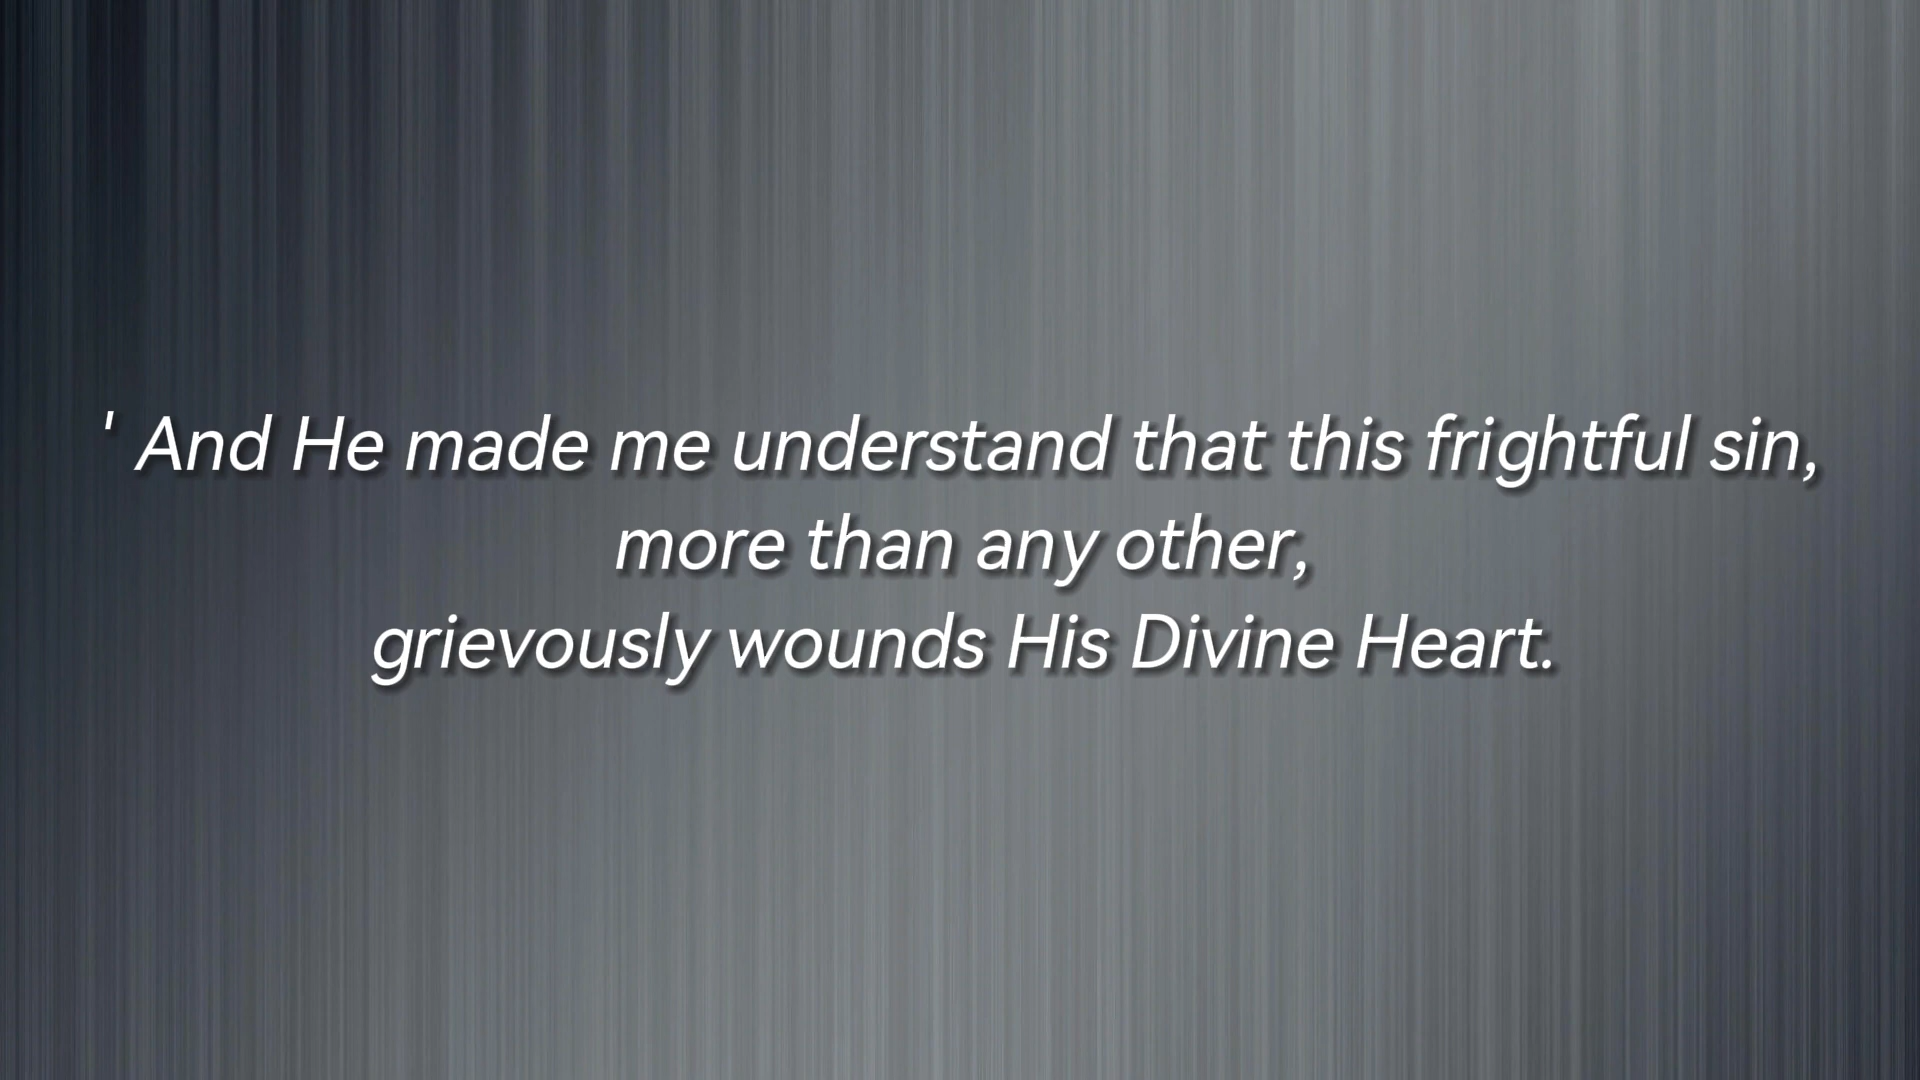 ' And He made me understand that this frightful sin,
more than any other,
grievously wounds His Divine Heart.